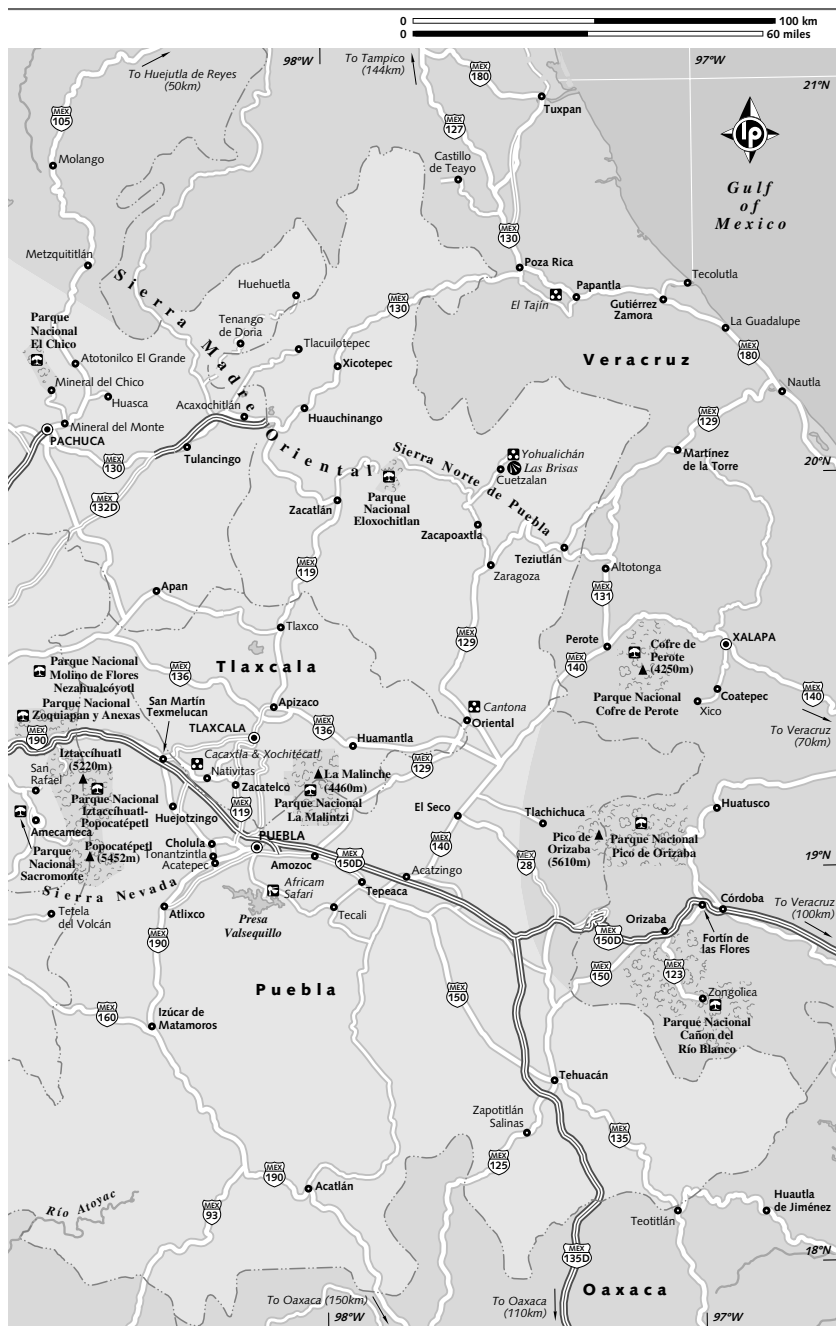 0 100 km
0 60 miles
98°W
97°W
21°N
To Huejutla de Reyes
(50km)
To Tampico
(144km)
MEX
180
Tuxpan
MEX
105
MEX
127
lp
Molango
Castillo
de Teayo
Gulf
of
Mexico
MEX
130
Metzquititlán
Poza Rica
Tecolutla
Sierra Madre Oriental
Huehuetla
El Tajín
Papantla
Gutiérrez
Zamora
MEX
130
Parque
Nacional
El Chico
Tenango
de Doria
La Guadalupe
Tlacuilotepec
MEX
180
Atotonilco El Grande
Xicotepec
Veracruz
Mineral del Chico
Huasca
Nautla
Acaxochitlán
Huauchinango
MEX
129
Mineral del Monte
PACHUCA
Tulancingo
MEX
130
Sierra Norte de Puebla
Yohualichán
Las Brisas
Cuetzalan
Martínez
de la Torre
20°N
MEX
132D
Parque
Nacional
Eloxochitlan
Zacatlán
Zacapoaxtla
Teziutlán
MEX
119
Zaragoza
Altotonga
Apan
MEX
131
Tlaxco
MEX
129
Perote
XALAPA
Tlaxcala
Cofre de
Perote
(4250m)
MEX
140
Parque Nacional
Molino de Flores
Nezahualcóyotl
MEX
136
Parque Nacional
Zoquiapan y Anexas
San Martín
Texmelucan
Apizaco
Cantona
Oriental
Parque Nacional
Cofre de Perote
Coatepec
Xico
MEX
140
To Veracruz
(70km)
MEX
190
TLAXCALA
MEX
136
Huamantla
Iztaccíhuatl
(5220m)
Cacaxtla & Xochitécatl
San
Rafael
Nativitas
Zacatelco
La Malinche
(4460m)
MEX
129
Parque Nacional
Iztaccíhuatl-
Popocatépetl
Parque Nacional
La Malintzi
Huejotzingo
MEX
119
El Seco
Tlachichuca
Huatusco
Amecameca
Popocatépetl
(5452m)
Cholula
Tonantzintla
Acatepec
PUEBLA
Pico de
Orizaba
(5610m)
Parque Nacional
Pico de Orizaba
Parque
Nacional
Sacromonte
MEX
140
MEX
28
19°N
Amozoc
MEX
150D
Acatzingo
Sierra Nevada
African
Safari
Tepeaca
Tetela
del Volcán
Atlixco
Presa
Valsequillo
Tecali
Orizaba
Córdoba
To Veracruz
(100km)
MEX
190
MEX
150D
Fortín de
las Flores
Puebla
MEX
150
MEX
150
MEX
123
Zongolica
MEX
160
Izúcar de
Matamoros
Parque Nacional
Cañon del
Río Blanco
Tehuacán
Zapotitlán
Salinas
MEX
135
MEX
190
MEX
125
Acatlán
Río Atoyac
MEX
93
Teotitlán
Huautla
de Jiménez
18°N
MEX
135D
Oaxaca
To Oaxaca (150km)
To Oaxaca
(110km)
98°W
97°W